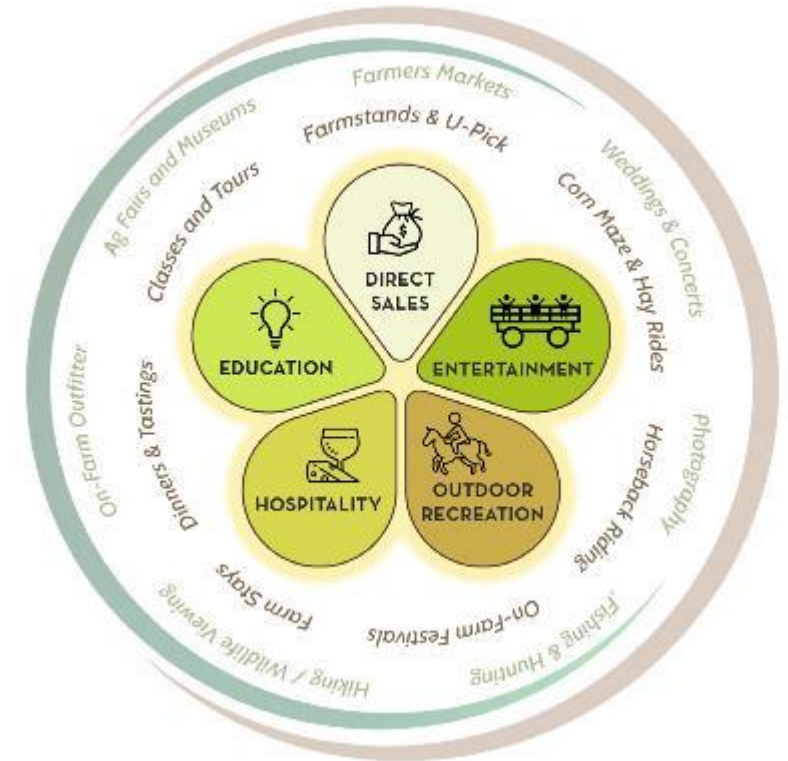 Farmers Markets
Weddings & Concerts
Photography
Fishing & Hunting
Hiking / Wildlife Viewing
On-Farm Outfitter
Ag Fairs and Museums
Farmstands & U-Pick
Corn Maze & Hay Rides
Horseback Riding
On-Farm Festivals
Farm Stays
Dinners & Tastings
Classes and Tours
DIRECT
SALES
ENTERTAINMENT
OUTDOOR
RECREATION
HOSPITALITY
EDUCATION